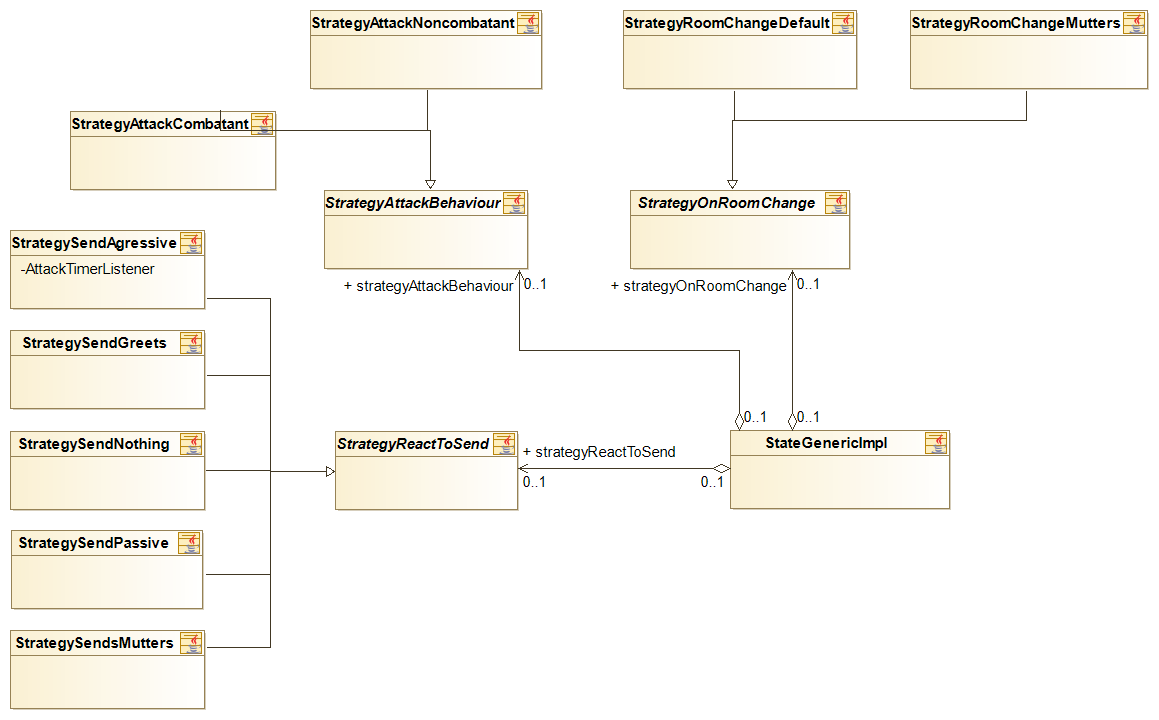 StrategyAttackNoncombatant
StrategyRoomChangeDefault
StrategyRoomChangeMutters
StrategyAttackCombatant
StrategyAttackBehaviour
StrategyOnRoomChange
StrategySendAgressive
-AttackTimerListener
+ strategyAttackBehaviour
0..1
+ strategyOnRoomChange
0..1
StrategySendGreets
0..1
0..1
StrategySendNothing
StrategyReactToSend
+ strategyReactToSend
StateGenericImpl
0..1
0..1
StrategySendPassive
StrategySendsMutters